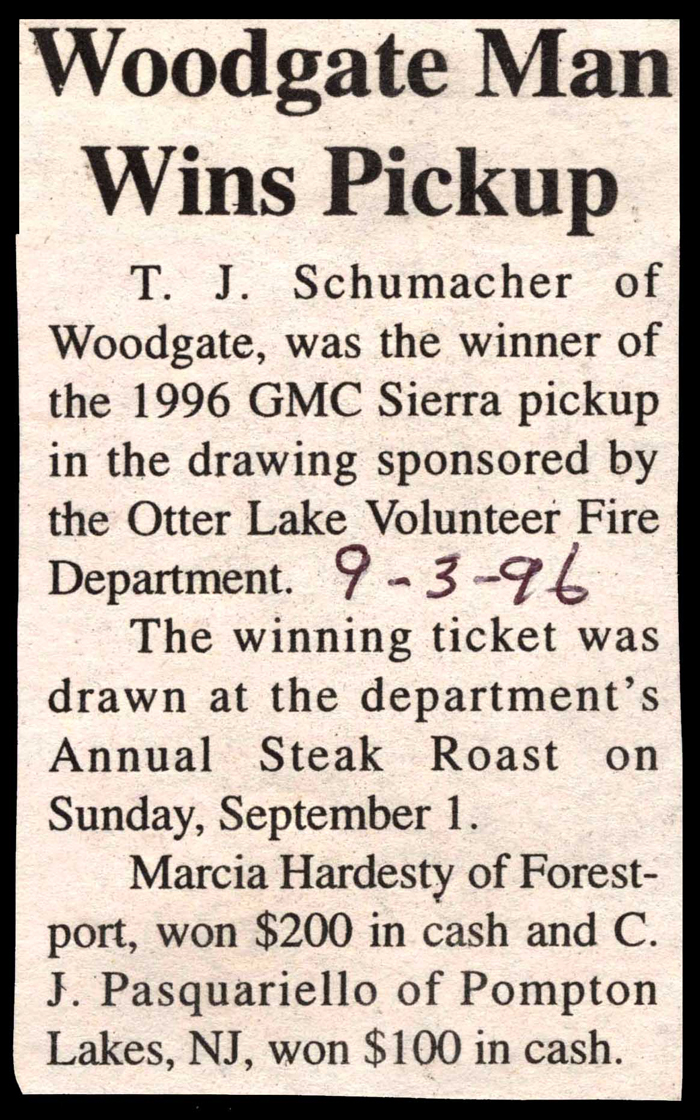 Woodgate Man
Wins Pickup
T. J. Schumacher of
Woodgate, was the winner of
the 1996 GMC Sierra pickup
in the drawing sponsored by
the Otter Lake Volunteer Fire
Department. 9-3-96
The winning ticket was
drawn at the department's
Annual Steak Roast on
Sunday, September 1.
Marcia Hardesty of Forest-
port, won $200 in cash and C.
J. Pasquariello of Pompton
Lakes, NJ, won $100 in cash.